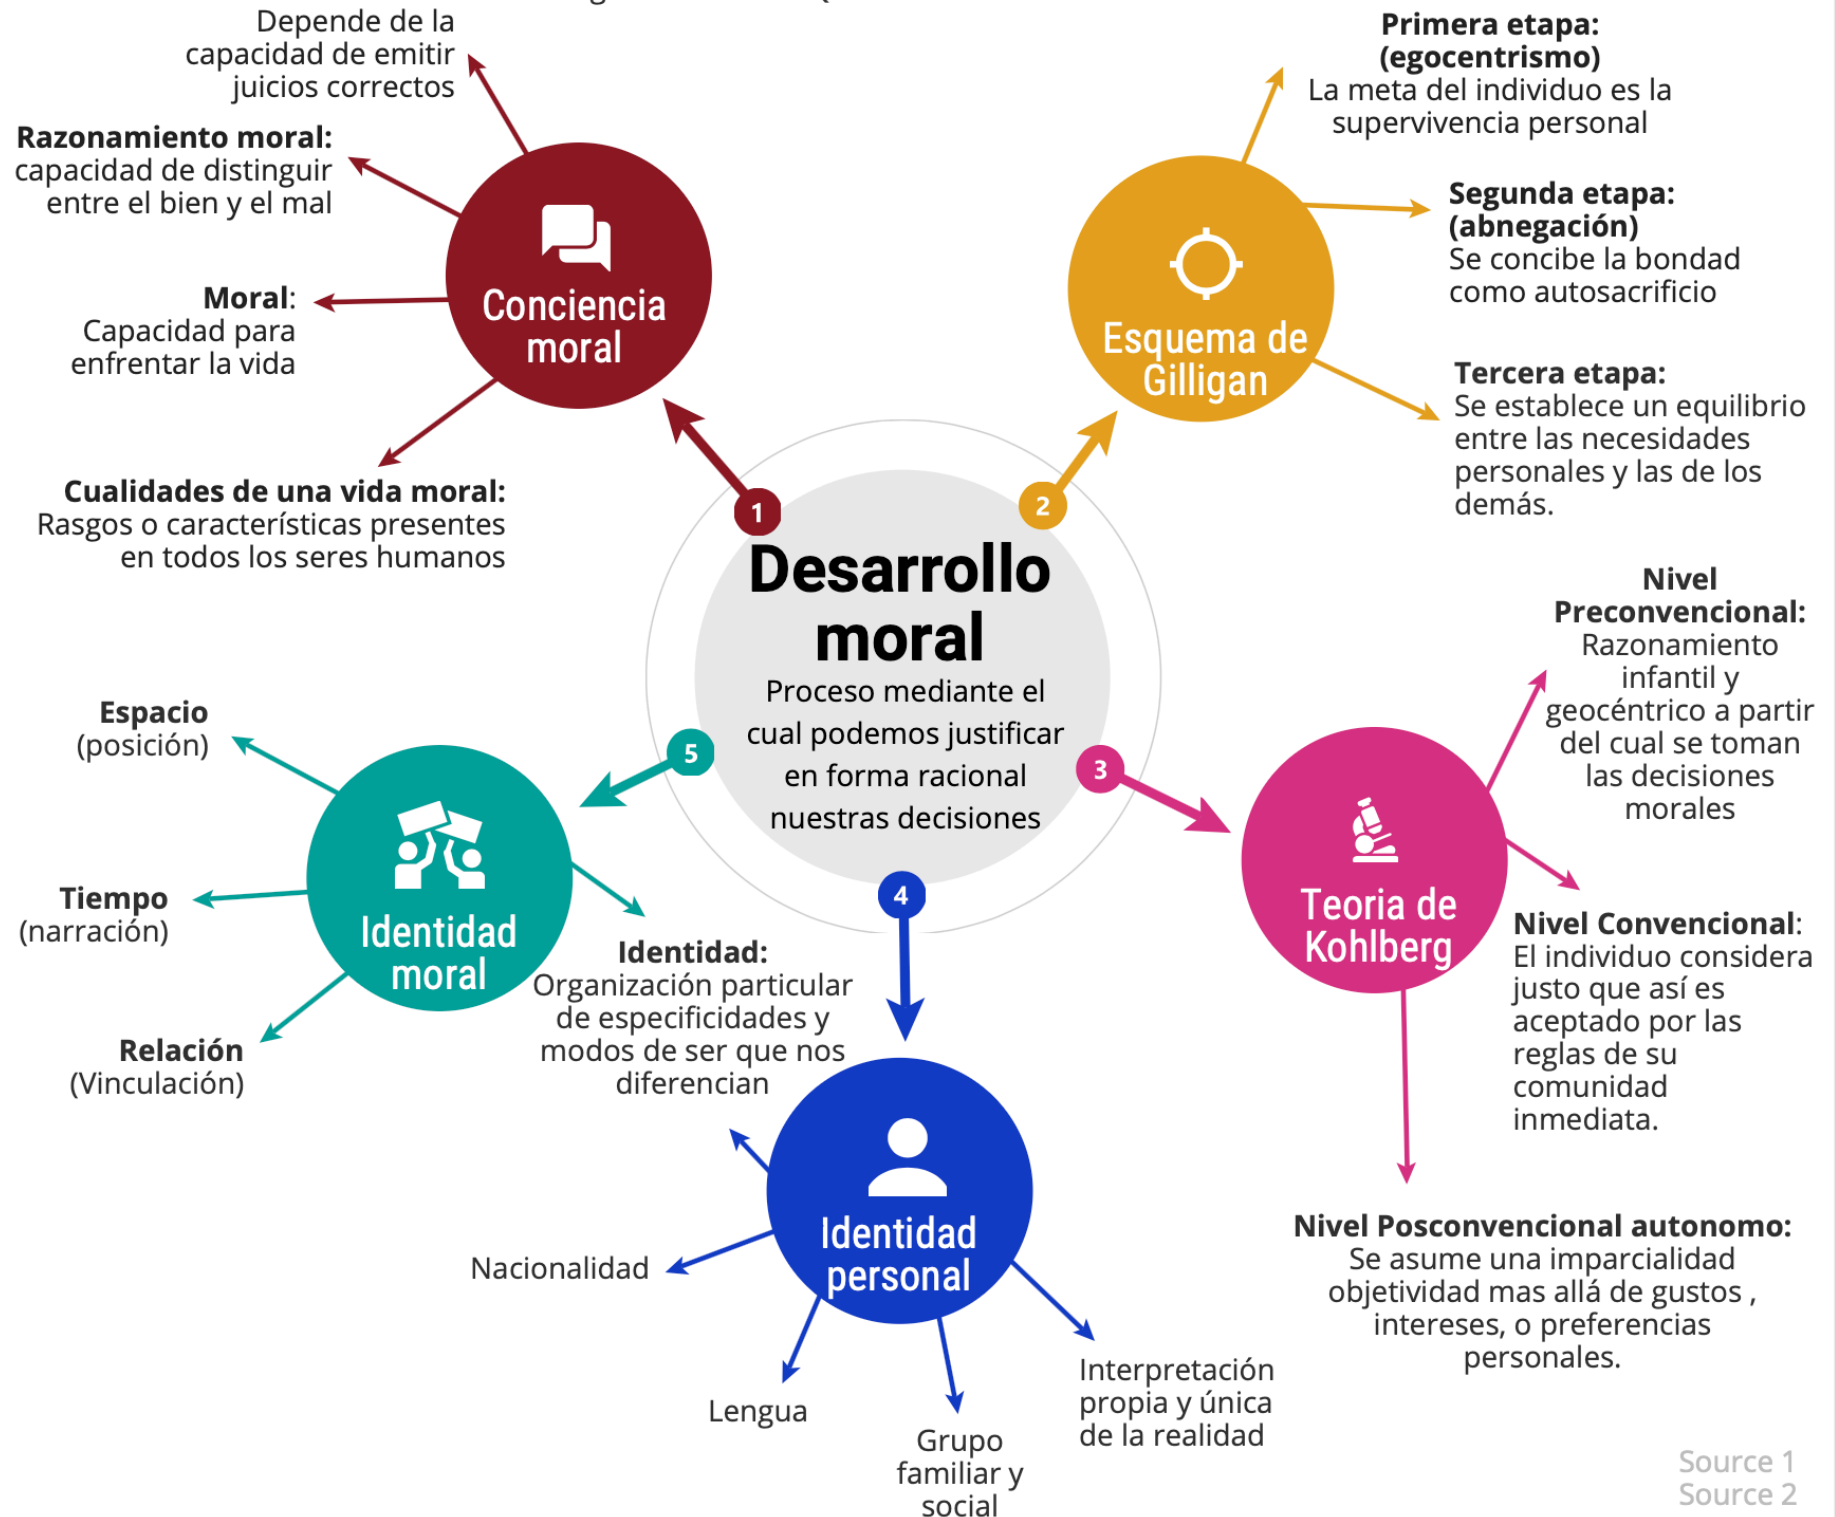 Depende de la
capacidad de emitir
juicios correctos
Razonamiento moral:
capacidad de distinguir
entre el bien y el mal
Moral:
Capacidad para
enfrentar la vida
Cualidades de una vida moral:
Rasgos o características presentes
en todos los seres humanos
Conciencia
moral
1
Primera etapa:
(egocentrismo)
La meta del individuo es la
supervivencia personal
Segunda etapa:
(abnegación)
Se concibe la bondad
como autosacrificio
Tercera etapa:
Se establece un equilibrio
entre las necesidades
personales y las de los
demás.
Esquema de
Gilligan
2
Desarrollo
moral
Proceso mediante el
cual podemos justificar
en forma racional
nuestras decisiones
3
Teoria de
Kohlberg
Nivel
Preconvencional:
Razonamiento
infantil y
geocéntrico a partir
del cual se toman
las decisiones
morales
Nivel Convencional:
El individuo considera
justo que así es
aceptado por las
reglas de su
comunidad
inmediata.
Nivel Posconvencional autonomo:
Se asume una imparcialidad
objetividad mas allá de gustos ,
intereses, o preferencias
personales.
4
Identidad
personal
Identidad:
Organización particular
de especificidades y
modos de ser que nos
diferencian
Nacionalidad
Lengua
Grupo
familiar y
social
Interpretación
propia y única
de la realidad
5
Identidad
moral
Espacio
(posición)
Tiempo
(narración)
Relación
(Vinculación)
Source 1
Source 2